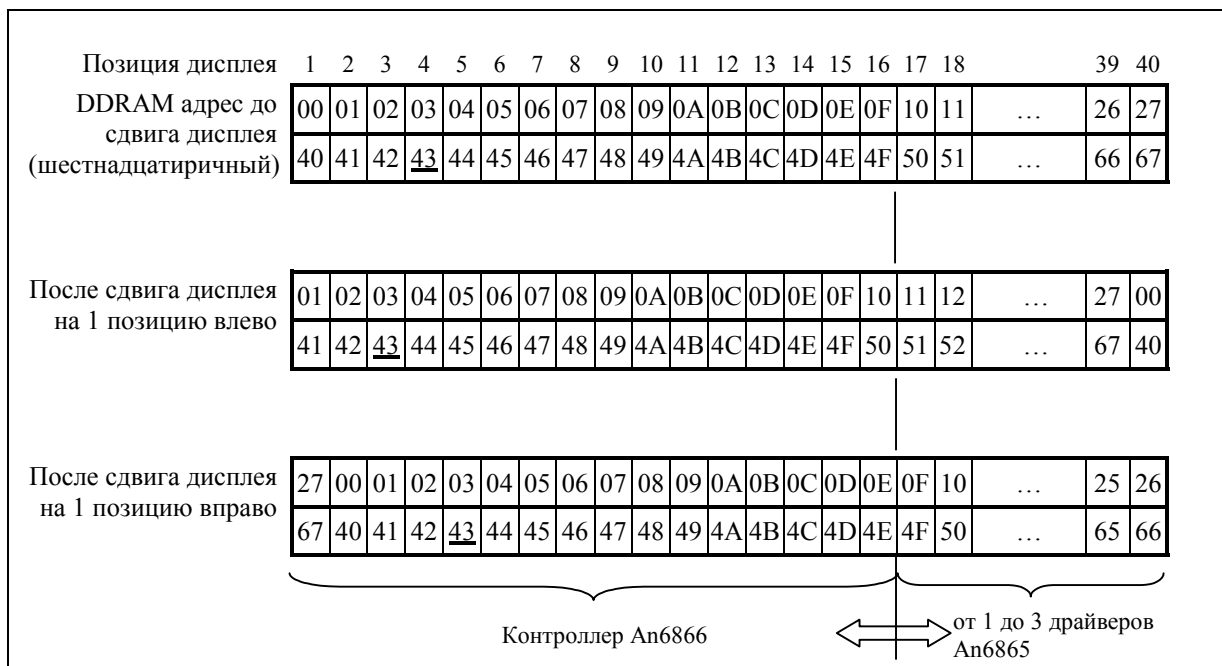 Позиция дисплея 1 2 3 4 5 6 7 8 9 10 11 12 13 14 15 16 17 18 39 40
DDRAM адрес до
сдвига дисплея
(шестнадцатиричный)
00 01 02 03 04 05 06 07 08 09 0A 0B 0C 0D 0E 0F 10 11 … 26 27
40 41 42 43 44 45 46 47 48 49 4A 4B 4C 4D 4E 4F 50 51 … 66 67
После сдвига дисплея
на 1 позицию влево
01 02 03 04 05 06 07 08 09 0A 0B 0C 0D 0E 0F 10 11 12 … 27 00
41 42 43 44 45 46 47 48 49 4A 4B 4C 4D 4E 4F 50 51 52 … 67 40
После сдвига дисплея
на 1 позицию вправо
27 00 01 02 03 04 05 06 07 08 09 0A 0B 0C 0D 0E 0F 10 … 25 26
67 40 41 42 43 44 45 46 47 48 49 4A 4B 4C 4D 4E 4F 50 … 65 66
Контроллер An6866
от 1 до 3 драйверов
An6865